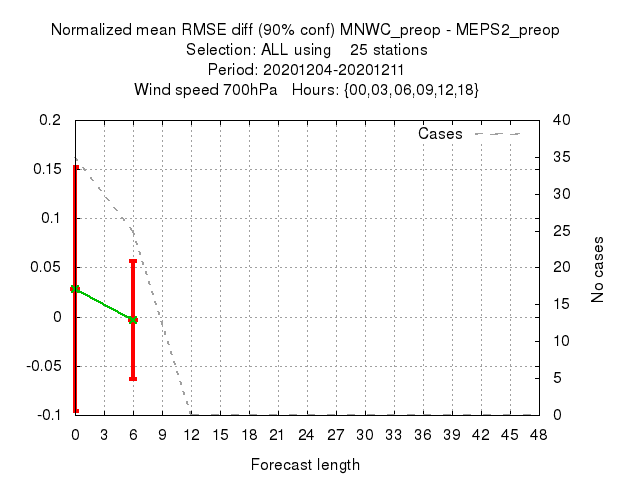 Normalized mean RMSE diff (90% conf) MNWC_preop - MEPS2_preop
Selection: ALL using 25 stations
Period: 20201204-20201211
Wind speed 700hPa Hours: {00,03,06,09,12,18}
Cases
0.2
0.15
0.1
0.05
0
-0.05
-0.1
40
35
30
25
20
15
10
5
0
No cases
0 3 6 9 12 15 18 21 24 27 30 33 36 39 42 45 48
Forecast length